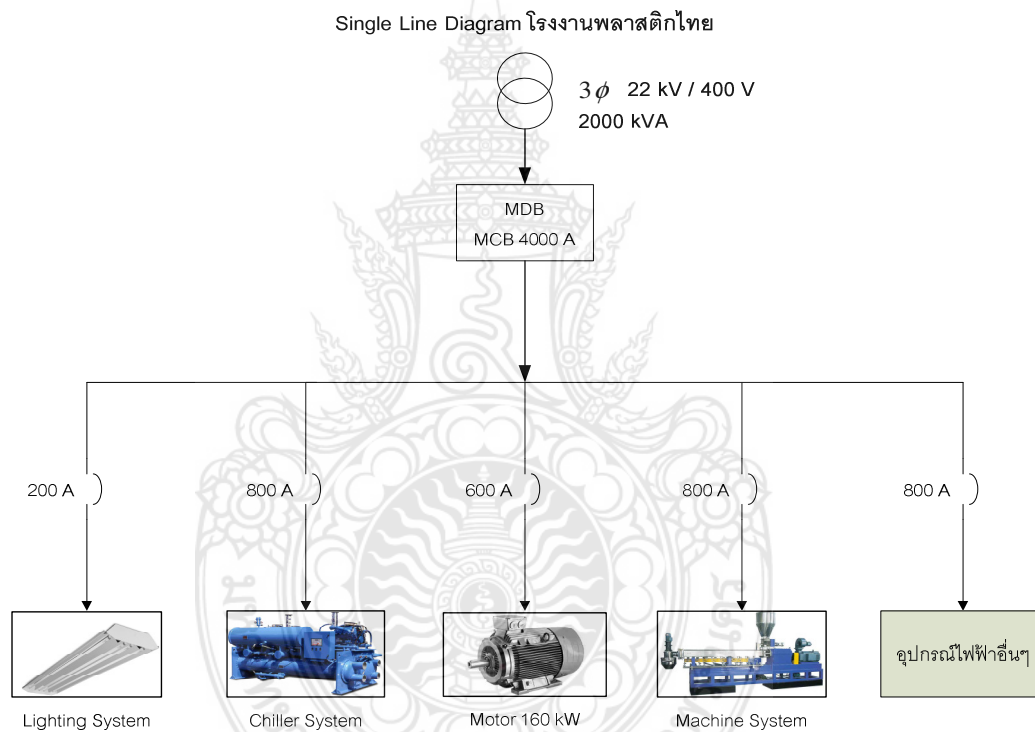 Single Line Diagram โรงงานพลาสติกไทย
3ϕ 22 kV / 400 V
2000 kVA
MDB
MCB 4000 A
200 A
800 A
600 A
800 A
800 A
อุปกรณ์ไฟฟ้าอื่นๆ
Lighting System
Chiller System
Motor 160 kW
Machine System